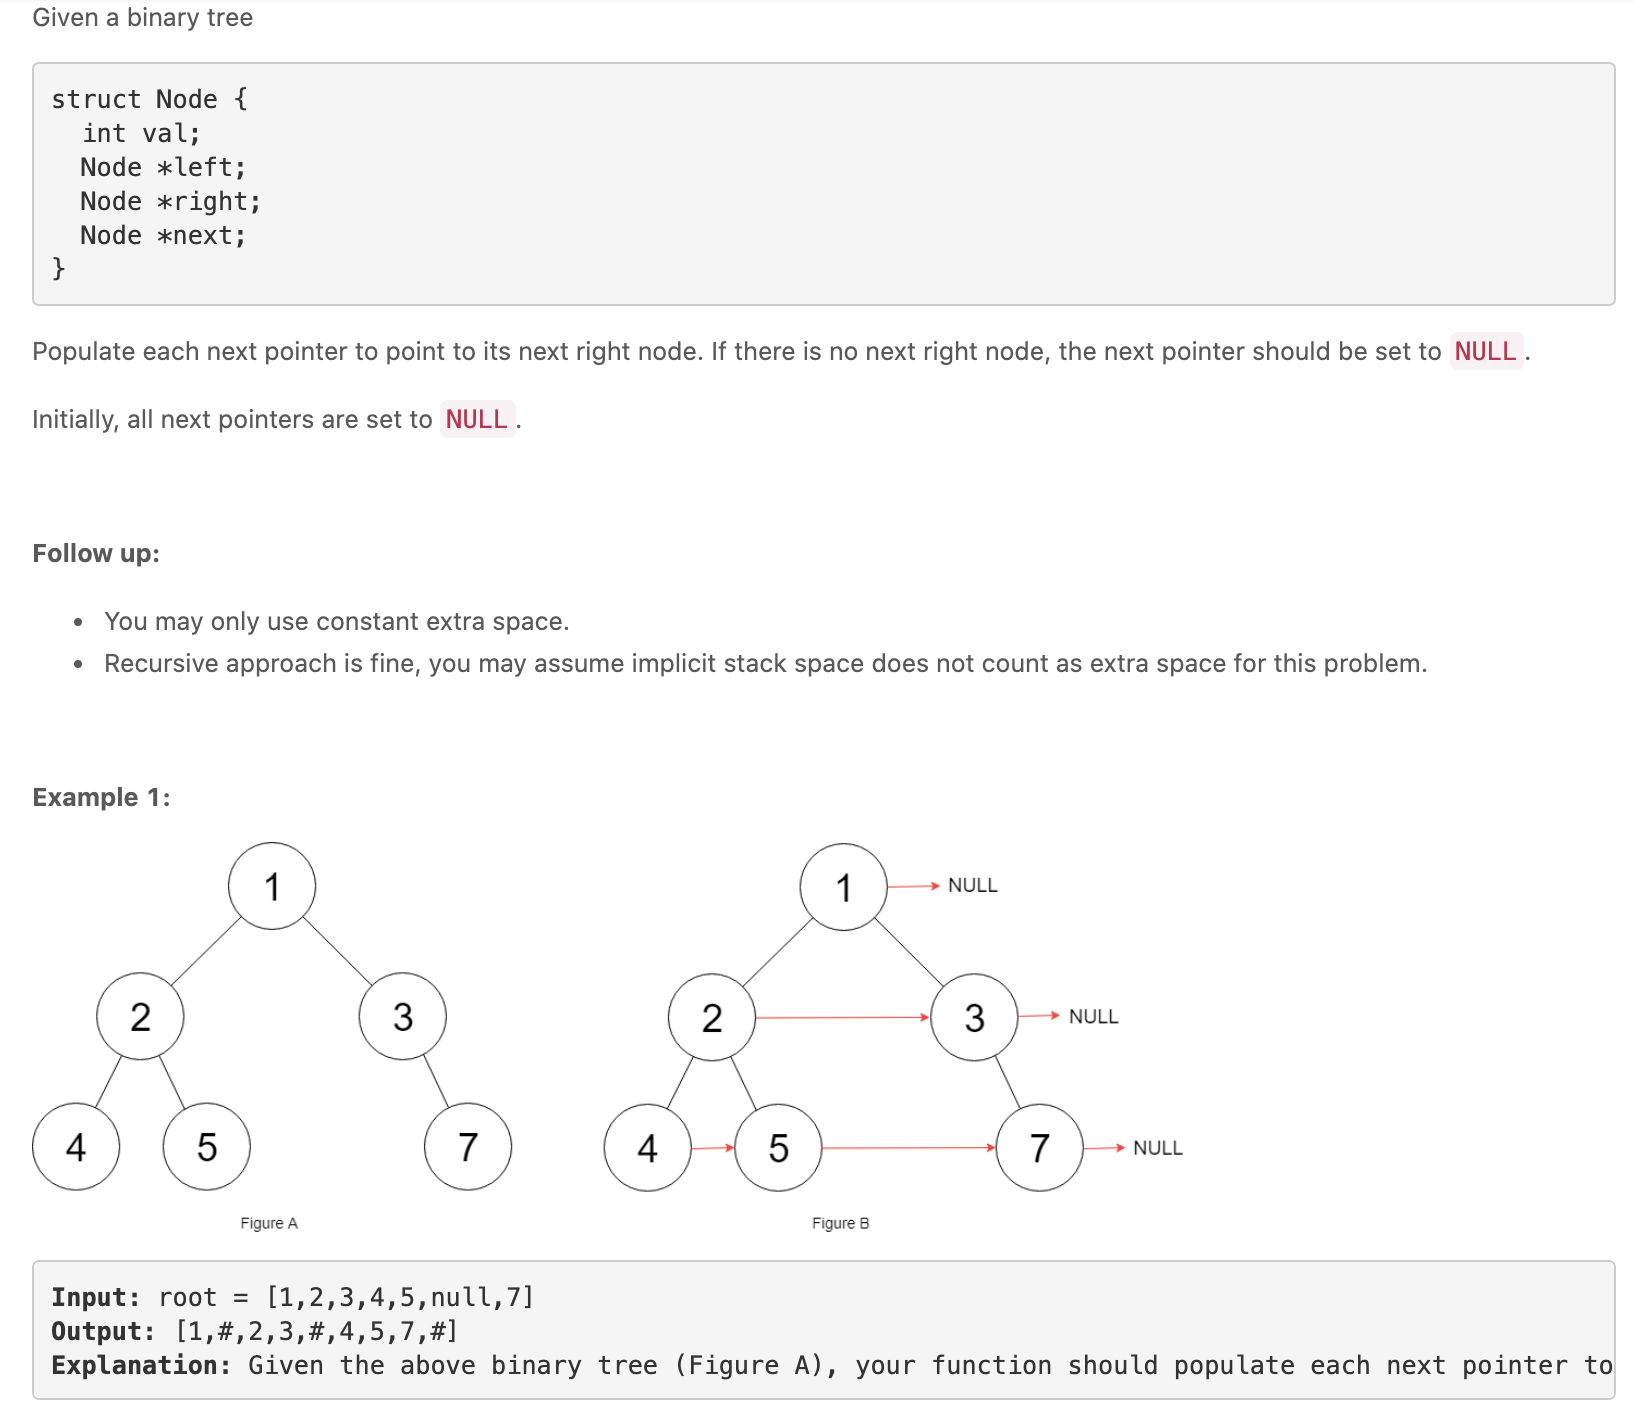 Given a binary tree
struct Node {
  int val;
  Node *left;
  Node *right;
  Node *next;
}
Populate each next pointer to point to its next right node. If there is no next right node, the next pointer should be set to NULL.
Initially, all next pointers are set to NULL.
Follow up:
• You may only use constant extra space.
• Recursive approach is fine, you may assume implicit stack space does not count as extra space for this problem.
Example 1:
1 1 NULL
2 3 2 3 NULL
4 5 7 4 5 7 NULL
Figure A Figure B
Input: root = [1,2,3,4,5,null,7]
Output: [1,#,2,3,#,4,5,7,#]
Explanation: Given the above binary tree (Figure A), your function should populate each next pointer to